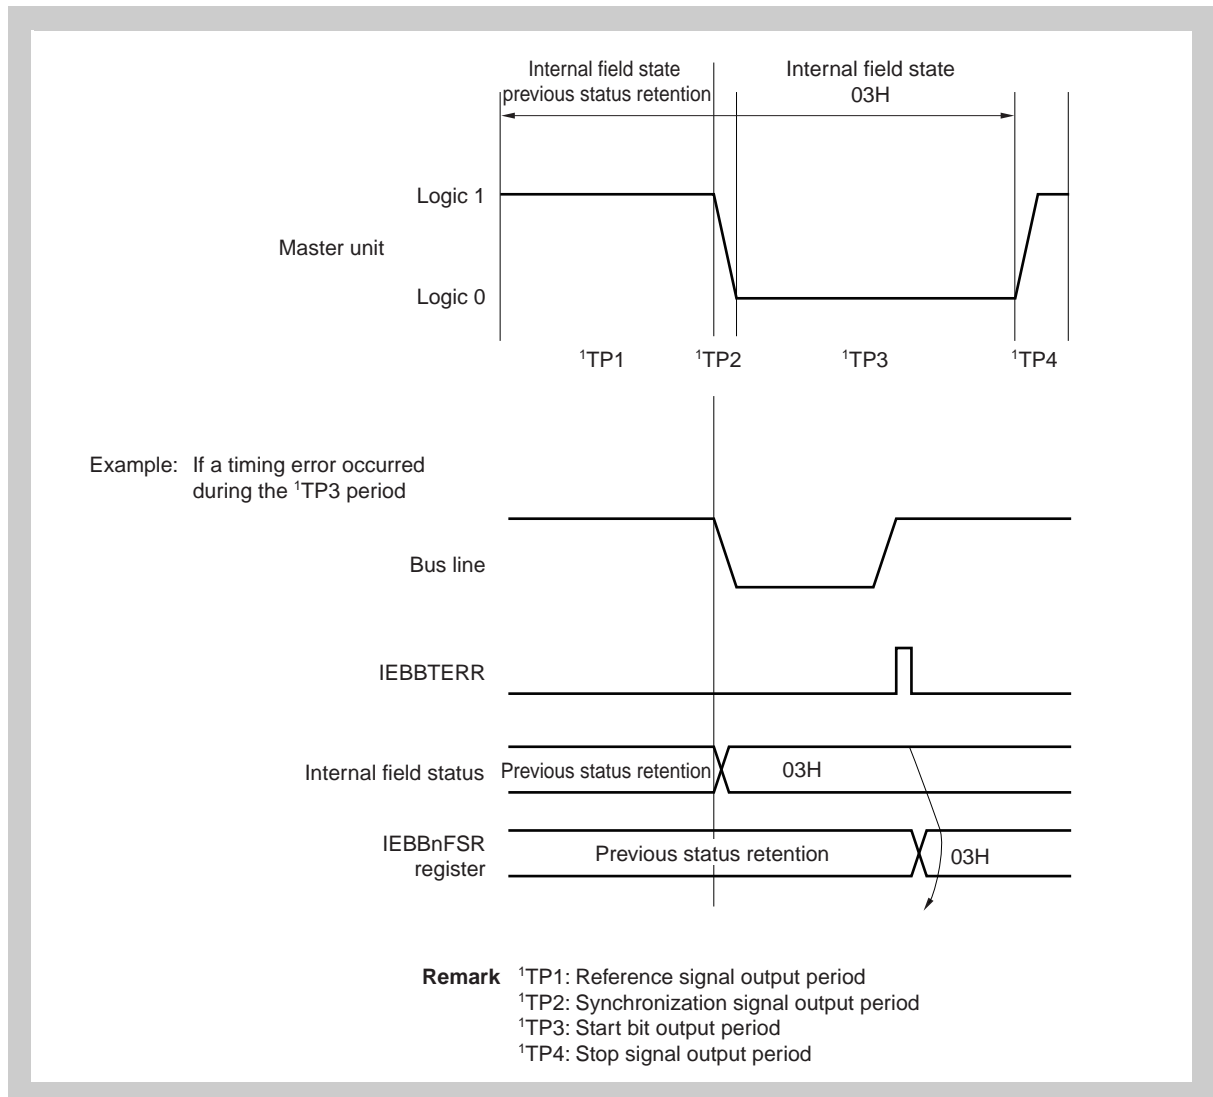 Internal field state
previous status retention
Internal field state
03H
Logic 1
Master unit
Logic 0
¹TP1
¹TP2
¹TP3
¹TP4
Example: If a timing error occurred
during the ¹TP3 period
Bus line
IEBBTERR
Internal field status
Previous status retention
03H
IEBBnFSR
register
Previous status retention
03H
Remark ¹TP1: Reference signal output period
¹TP2: Synchronization signal output period
¹TP3: Start bit output period
¹TP4: Stop signal output period